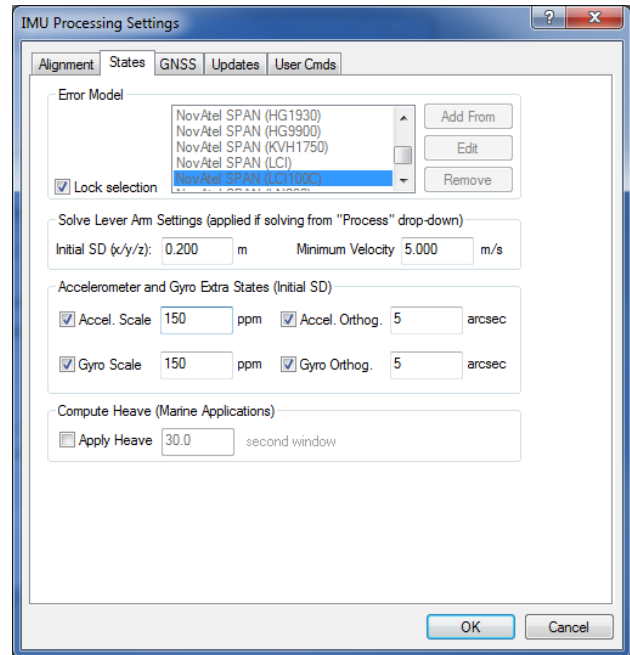 IMU Processing Settings
Alignment States GNSS Updates User Cmds
Error Model
NovAtel SPAN (HG1930)
NovAtel SPAN (HG9900)
NovAtel SPAN (KVH1750)
NovAtel SPAN (LCI)
NovAtel SPAN (LCI100C)
Add From
Edit
Remove
Lock selection
Solve Lever Arm Settings (applied if solving from "Process" drop-down)
Initial SD (x/y/z): 0.200 m Minimum Velocity 5.000 m/s
Accelerometer and Gyro Extra States (Initial SD)
Accel. Scale 150 ppm Accel. Orthog. 5 arcsec
Gyro Scale 150 ppm Gyro Orthog. 5 arcsec
Compute Heave (Marine Applications)
Apply Heave 30.0 second window
OK Cancel